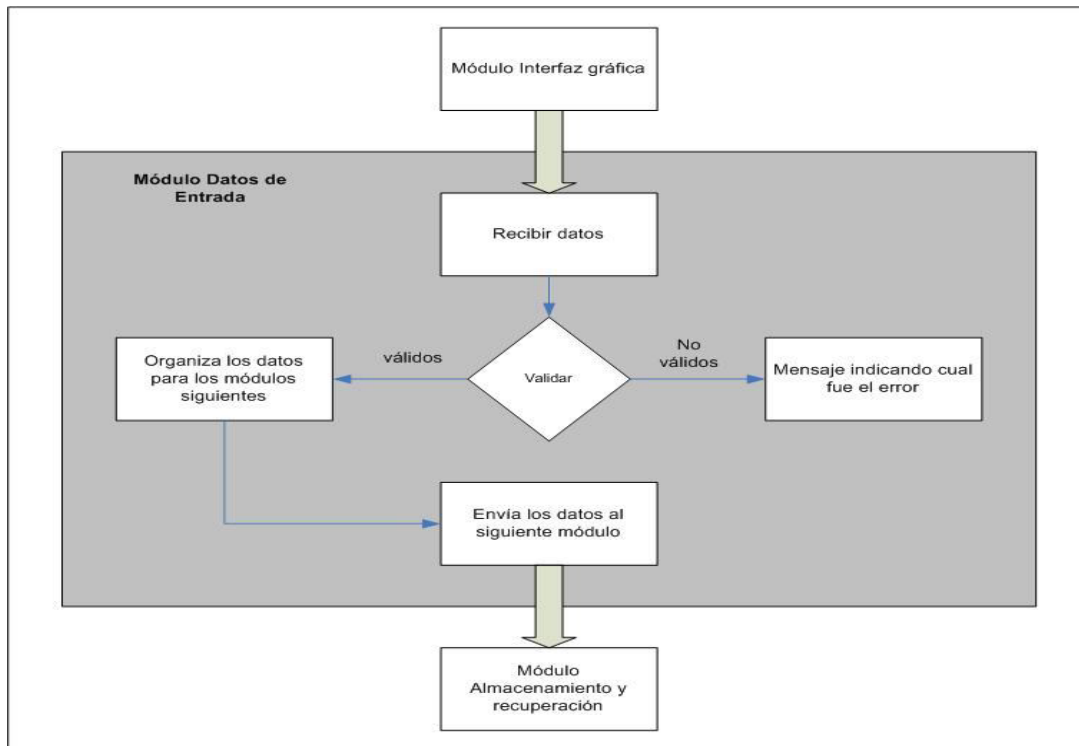 Módulo Interfaz gráfica
Módulo Datos de
Entrada
Recibir datos
Organiza los datos
para los módulos
siguientes
válidos
Validar
No
válidos
Mensaje indicando cual
fue el error
Envía los datos al
siguiente módulo
Módulo
Almacenamiento y
recuperación